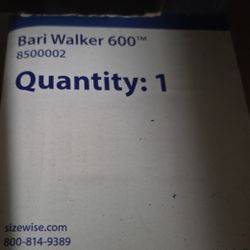 Bari Walker 600™
8500002
Quantity: 1
sizewise.com
800-814-9389